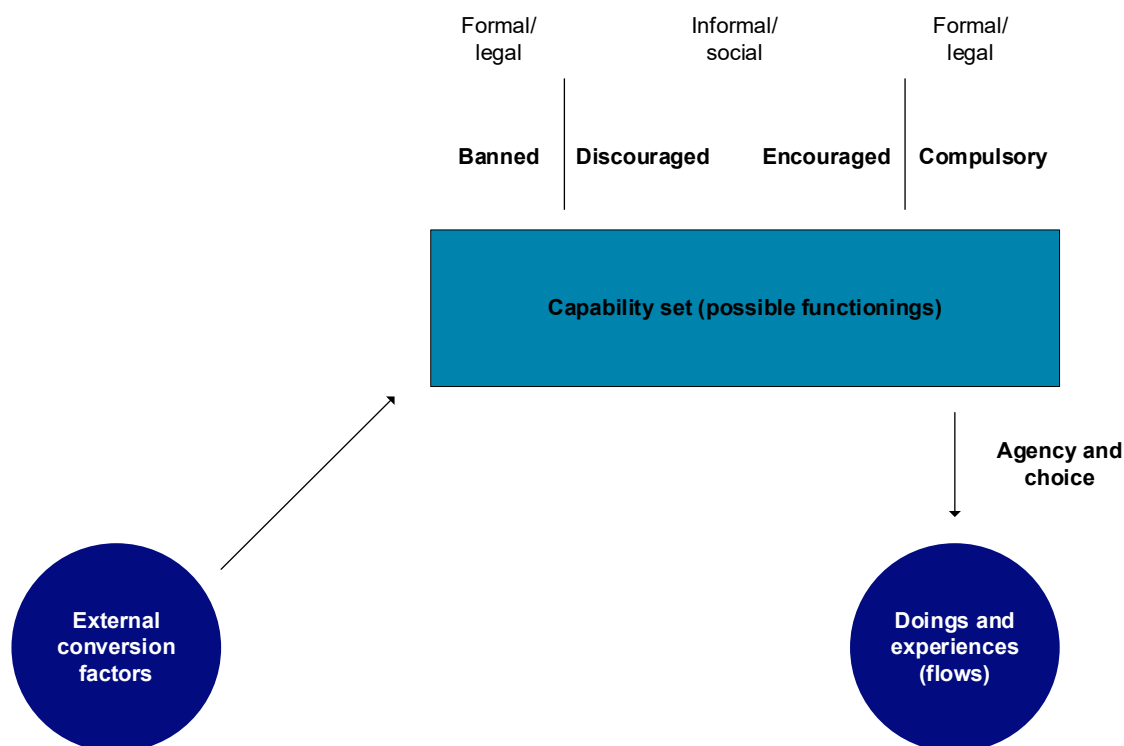 Formal/
legal
Informal/
social
Formal/
legal
Banned
Discouraged
Encouraged
Compulsory
Capability set (possible functionings)
Agency and
choice
External
conversion
factors
Doings and
experiences
(flows)